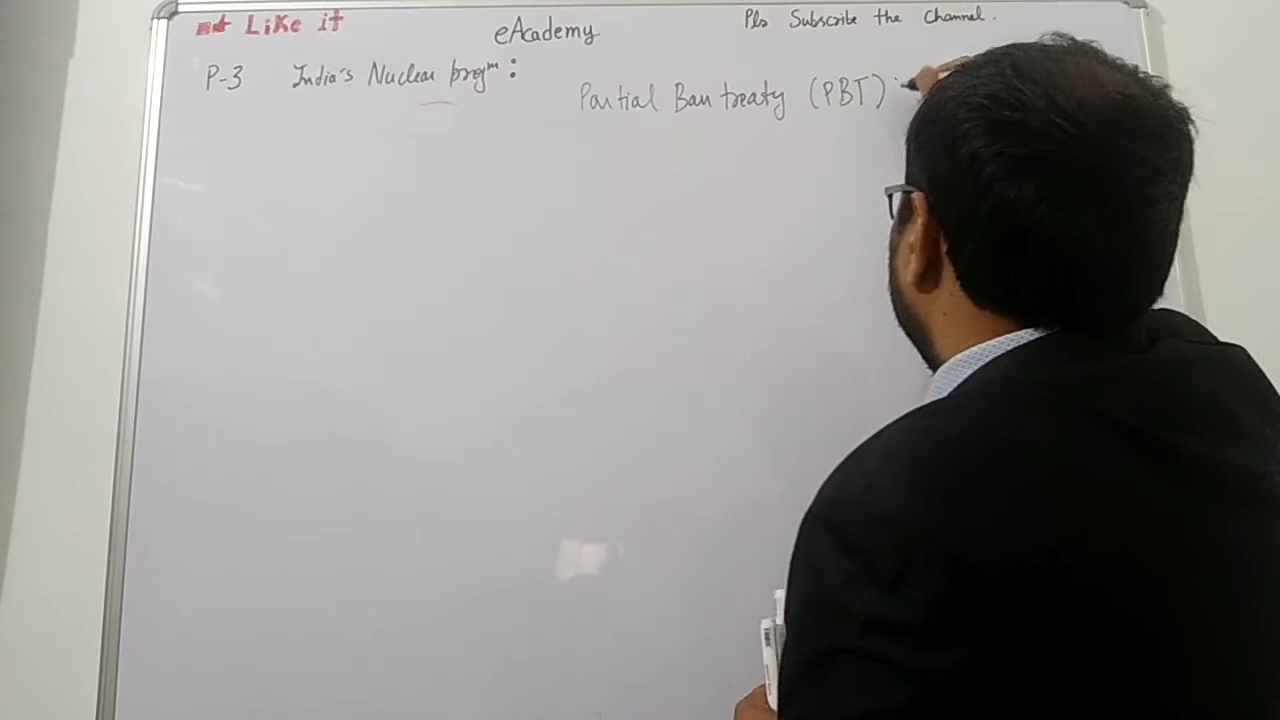 Like it
eAcademy
Pls Subscribe the Channel.
P-3 India's Nuclear progm :
Partial Ban treaty (PBT)